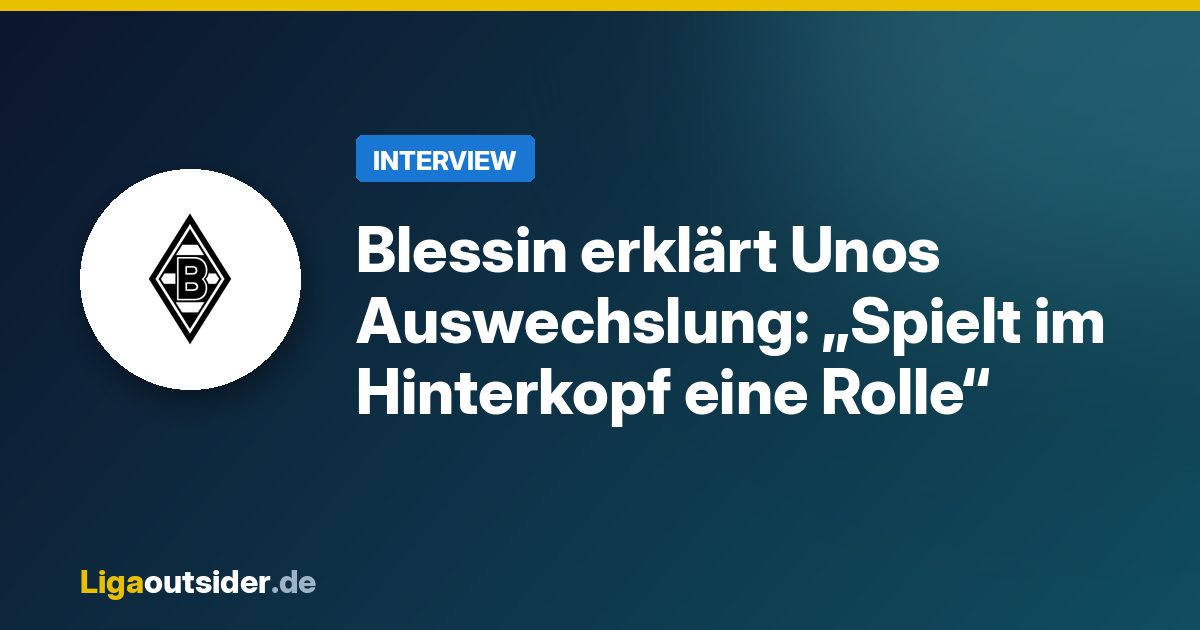 INTERVIEW
Blessin erklärt Unos
Auswechslung: „Spielt im
Hinterkopf eine Rolle“
B
Ligaoutsider.de